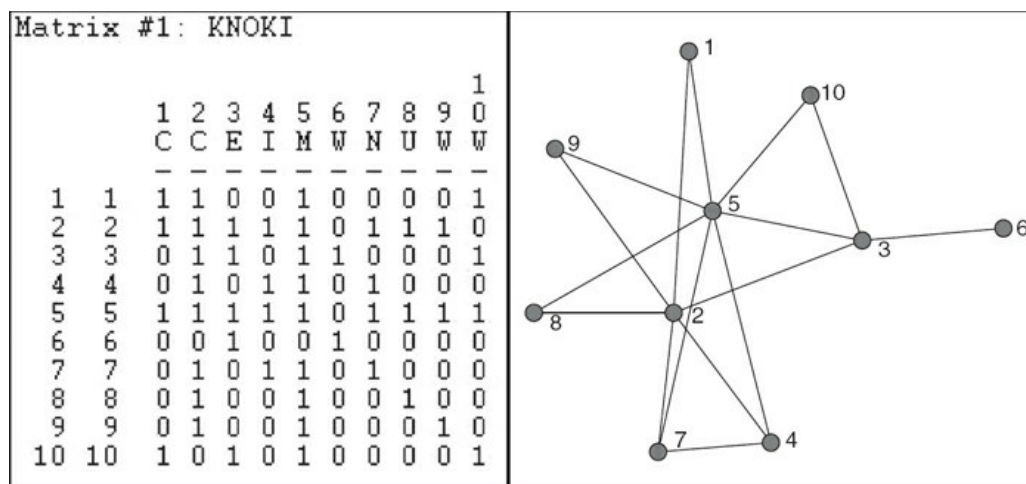 Matrix #1: KNOKI
1
1 2 3 4 5 6 7 8 9 0
C C E I M W N U W W
- - - - - - - - - -
1 1 1 1 0 0 1 0 0 0 0 1
2 2 1 1 1 1 1 0 1 1 1 0
3 3 0 1 1 0 1 1 0 0 0 1
4 4 0 1 0 1 1 0 1 0 0 0
5 5 1 1 1 1 1 0 1 1 1 1
6 6 0 0 1 0 0 1 0 0 0 0
7 7 0 1 0 1 1 0 1 0 0 0
8 8 0 1 0 0 1 0 0 1 0 0
9 9 0 1 0 0 1 0 0 0 1 0
10 10 1 0 1 0 1 0 0 0 0 1
1
10
9
5
6
3
8
2
7
4